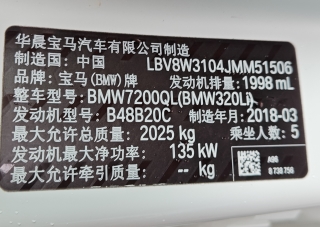 华晨宝马汽车有限公司制造
制造国：中国 LBV8W3104JMM51506
品牌：宝马(BMW)牌 发动机排量：1998 mL
整车型号：BMW7200QL(BMW320Li)
发动机型号：B48B20C 制造年月：2018-03
最大允许总质量：2025 kg 乘坐人数：5
发动机最大净功率：135 kW
最大允许牵引质量：-- kg
A96
8 738 756